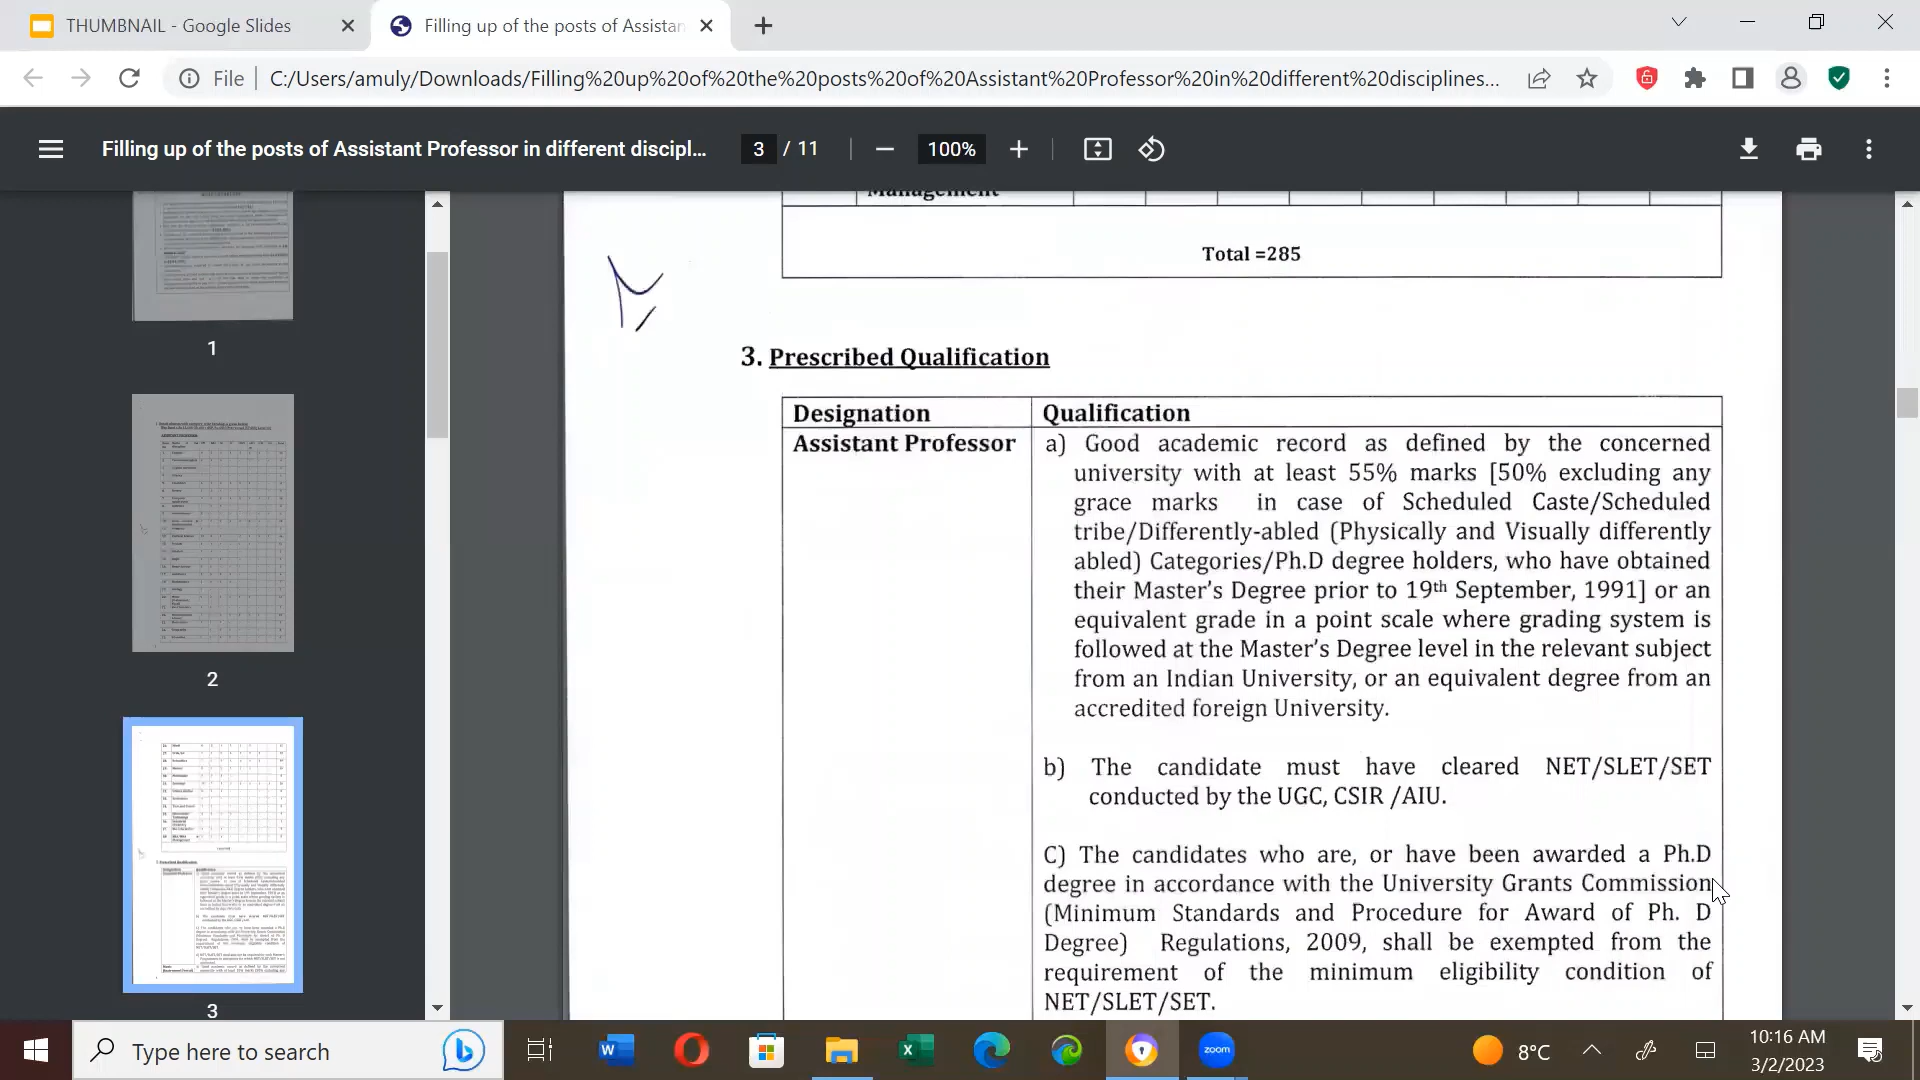 THUMBNAIL - Google Slides
Filling up of the posts of Assistan
File
C:/Users/amuly/Downloads/Filling%20up%20of%20the%20posts%20of%20Assistant%20Professor%20in%20different%20disciplines...
Filling up of the posts of Assistant Professor in different discipl...
3 / 11
100%
1
2
3
Management
Total =285
3. Prescribed Qualification
Designation
Qualification
Assistant Professor
a) Good academic record as defined by the concerned
university with at least 55% marks [50% excluding any
grace marks in case of Scheduled Caste/Scheduled
tribe/Differently-abled (Physically and Visually differently
abled) Categories/Ph.D degree holders, who have obtained
their Master's Degree prior to 19th September, 1991] or an
equivalent grade in a point scale where grading system is
followed at the Master's Degree level in the relevant subject
from an Indian University, or an equivalent degree from an
accredited foreign University.
b) The candidate must have cleared NET/SLET/SET
conducted by the UGC, CSIR /AIU.
C) The candidates who are, or have been awarded a Ph.D
degree in accordance with the University Grants Commission
(Minimum Standards and Procedure for Award of Ph. D
Degree) Regulations, 2009, shall be exempted from the
requirement of the minimum eligibility condition of
NET/SLET/SET.
Type here to search
zoom
8°C
10:16 AM
3/2/2023